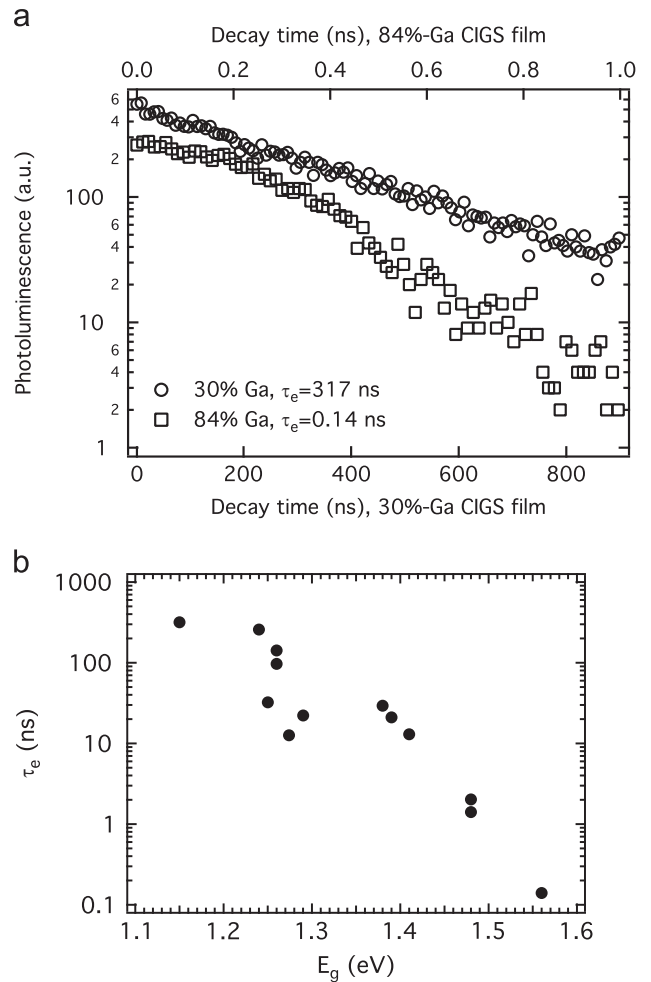 a
Decay time (ns), 84%-Ga CIGS film
0.0 0.2 0.4 0.6 0.8 1.0
Photoluminescence (a.u.)
6
4
2
100
6
4
2
10
6
4
2
1
30% Ga, τe=317 ns
84% Ga, τe=0.14 ns
0 200 400 600 800
Decay time (ns), 30%-Ga CIGS film
b
1000
100
10
1
0.1
τe (ns)
1.1 1.2 1.3 1.4 1.5 1.6
Eg (eV)